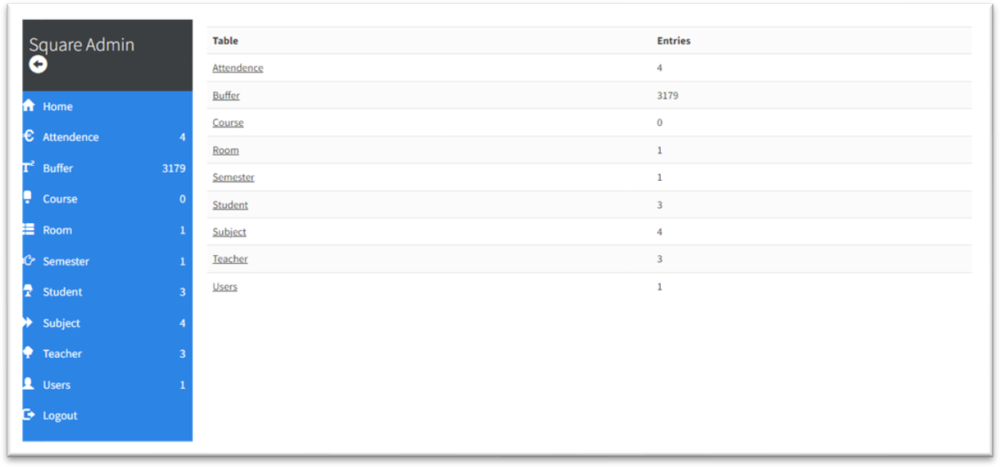 Square Admin
Home
Attendence 4
Buffer 3179
Course 0
Room 1
Semester 1
Student 3
Subject 4
Teacher 3
Users 1
Logout
Table Entries
Attendence 4
Buffer 3179
Course 0
Room 1
Semester 1
Student 3
Subject 4
Teacher 3
Users 1